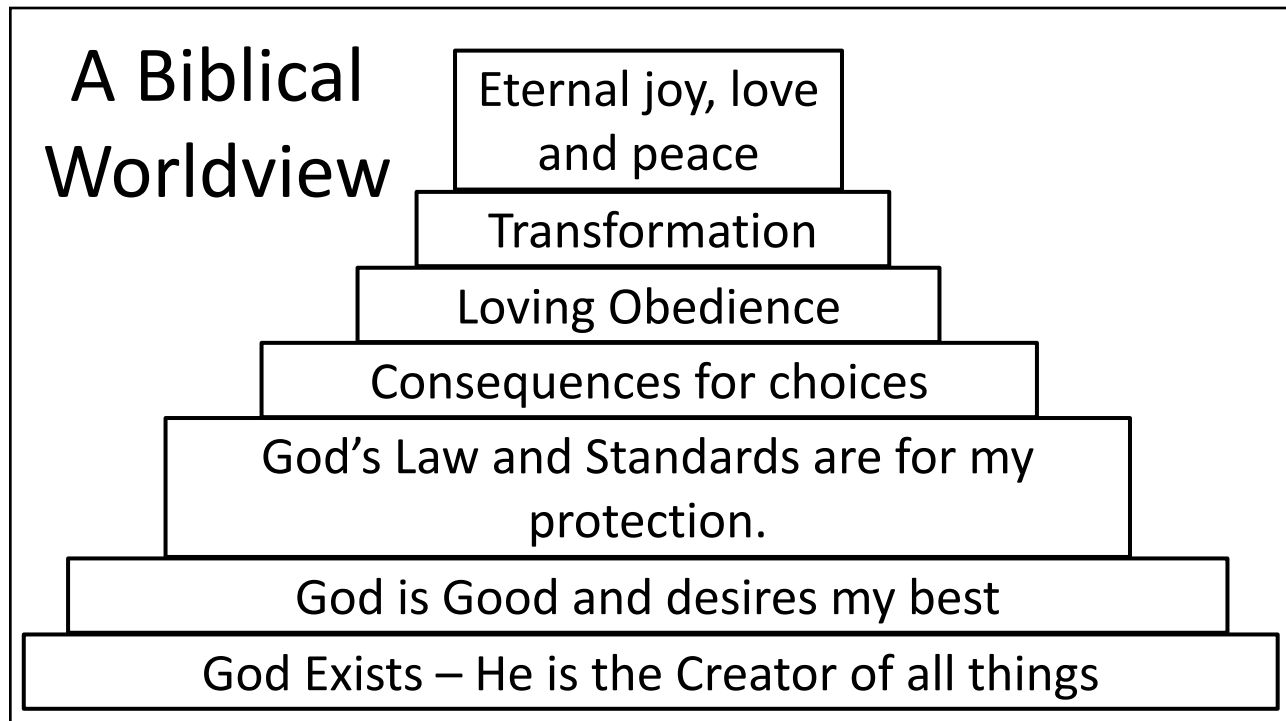 A Biblical
Worldview
Eternal joy, love
and peace
Transformation
Loving Obedience
Consequences for choices
God’s Law and Standards are for my
protection.
God is Good and desires my best
God Exists – He is the Creator of all things